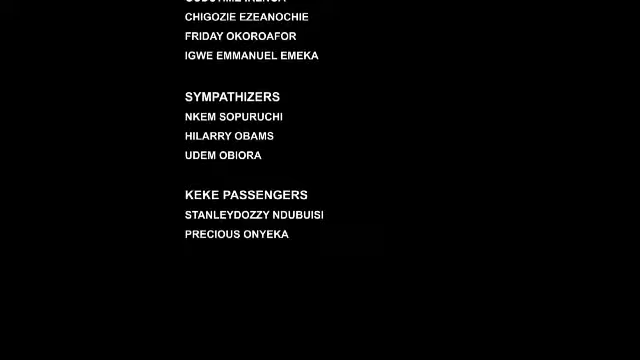 CHIGOZIE EZEANOCHIE
FRIDAY OKOROAFOR
IGWE EMMANUEL EMEKA
SYMPATHIZERS
NKEM SOPURUCHI
HILARRY OBAMS
UDEM OBIORA
KEKE PASSENGERS
STANLEYDOZZY NDUBUISI
PRECIOUS ONYEKA